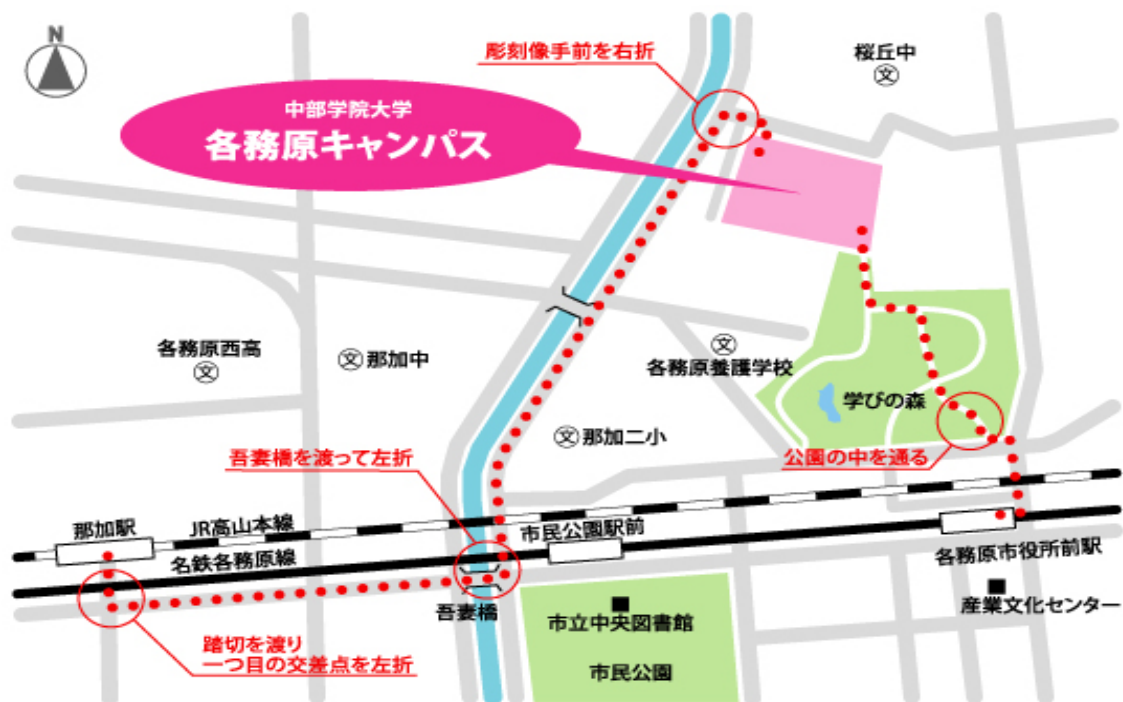 N
彫刻像手前を右折
桜丘中
文
中部学院大学
各務原キャンパス
各務原西高
文
文 那加中
文
各務原養護学校
学びの森
文 那加二小
吾妻橋を渡って左折
公園の中を通る
那加駅
JR高山本線
名鉄各務原線
市民公園駅前
各務原市役所前駅
吾妻橋
市立中央図書館
産業文化センター
踏切を渡り
一つ目の交差点を左折
市民公園